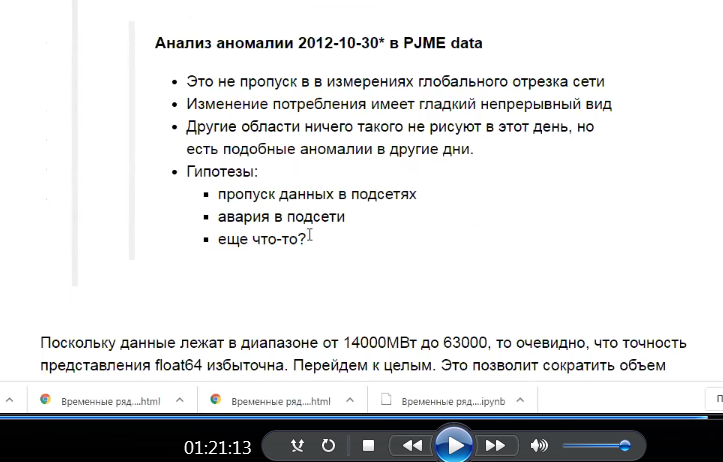 Анализ аномалии 2012-10-30* в PJME data
Это не пропуск в в измерениях глобального отрезка сети
Изменение потребления имеет гладкий непрерывный вид
Другие области ничего такого не рисуют в этот день, но
есть подобные аномалии в другие дни.
Гипотезы:
пропуск данных в подсетях
авария в подсети
еще что-то?
Поскольку данные лежат в диапазоне от 14000МВт до 63000, то очевидно, что точность
представления float64 избыточна. Перейдем к целым. Это позволит сократить объем
Временные ряд....html
Временные ряд....html
Временные ряд....ipynb
01:21:13